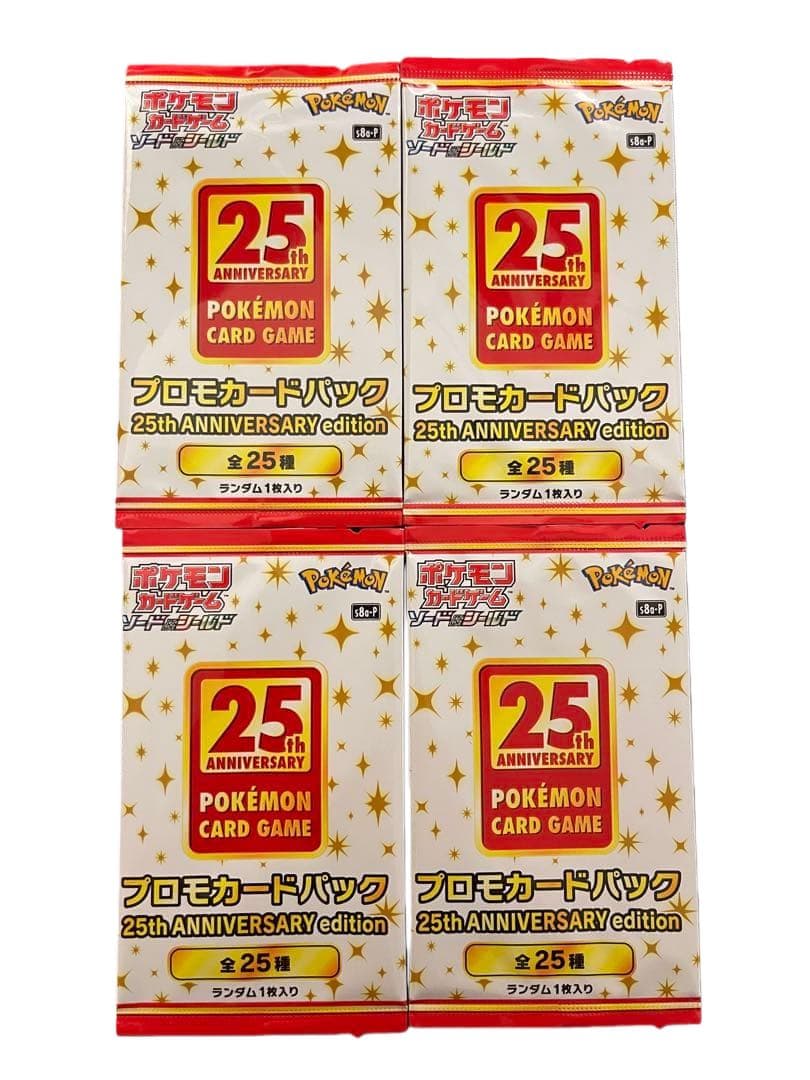 ポケモン
カードゲーム
ソード&シールド
POKéMON™
s8a-P
25th
ANNIVERSARY
POKÉMON
CARD GAME
プロモカードパック
25th ANNIVERSARY edition
全25種
ランダム1枚入り
ポケモン
カードゲーム
ソード&シールド
POKéMON™
s8a-P
25th
ANNIVERSARY
POKÉMON
CARD GAME
プロモカードパック
25th ANNIVERSARY edition
全25種
ランダム1枚入り
ポケモン
カードゲーム
ソード&シールド
POKéMON™
s8a-P
25th
ANNIVERSARY
POKÉMON
CARD GAME
プロモカードパック
25th ANNIVERSARY edition
全25種
ランダム1枚入り
ポケモン
カードゲーム
ソード&シールド
POKéMON™
s8a-P
25th
ANNIVERSARY
POKÉMON
CARD GAME
プロモカードパック
25th ANNIVERSARY edition
全25種
ランダム1枚入り